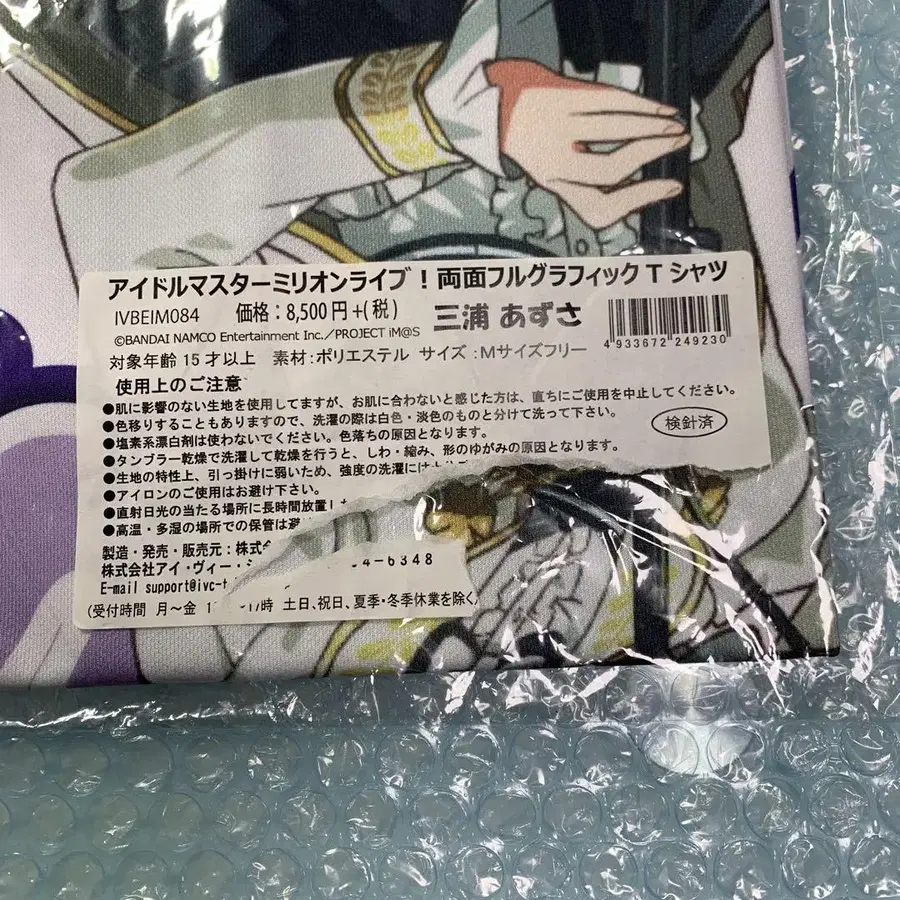 アイドルマスターミリオンライブ！両面フルグラフィックTシャツ
IVBEIM084 価格：8,500円+(税) 三浦 あずさ
©BANDAI NAMCO Entertainment Inc.／PROJECT iM@S
4 933672 249230
対象年齢 15才以上 素材：ポリエステル サイズ：Mサイズフリー
使用上のご注意
●肌に影響のない生地を使用してますが、お肌に合わないと感じた方は、直ちにご使用を中止してください。
●色移りすることもありますので、洗濯の際は白色・淡色のものと分けて洗って下さい。
●塩素系漂白剤は使わないでください。色落ちの原因となります。
検針済
●タンブラー乾燥で洗濯して乾燥を行うと、しわ・縮み、形のゆがみの原因となります。
●生地の特性上、引っ掛けに弱いため、強度の洗濯には
●アイロンのご使用はお避け下さい。
●直射日光の当たる場所に長時間放置し
●高温・多湿の場所での保管は避
製造・発売・販売元：株式会
株式会社アイ・ヴィー・ 4-6348
E-mail support@ivc-t
(受付時間 月～金 1 17時 土日、祝日、夏季・冬季休業を除く